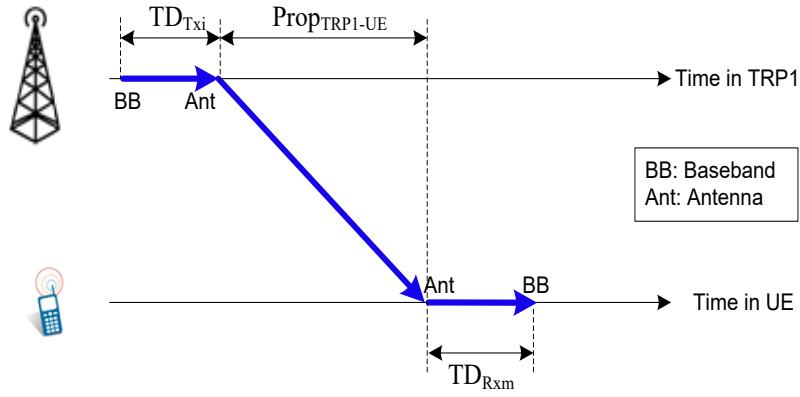 TD_Txi Prop_TRP1-UE
Time in TRP1
BB Ant
BB: Baseband
Ant: Antenna
Ant BB
Time in UE
TD_Rxm